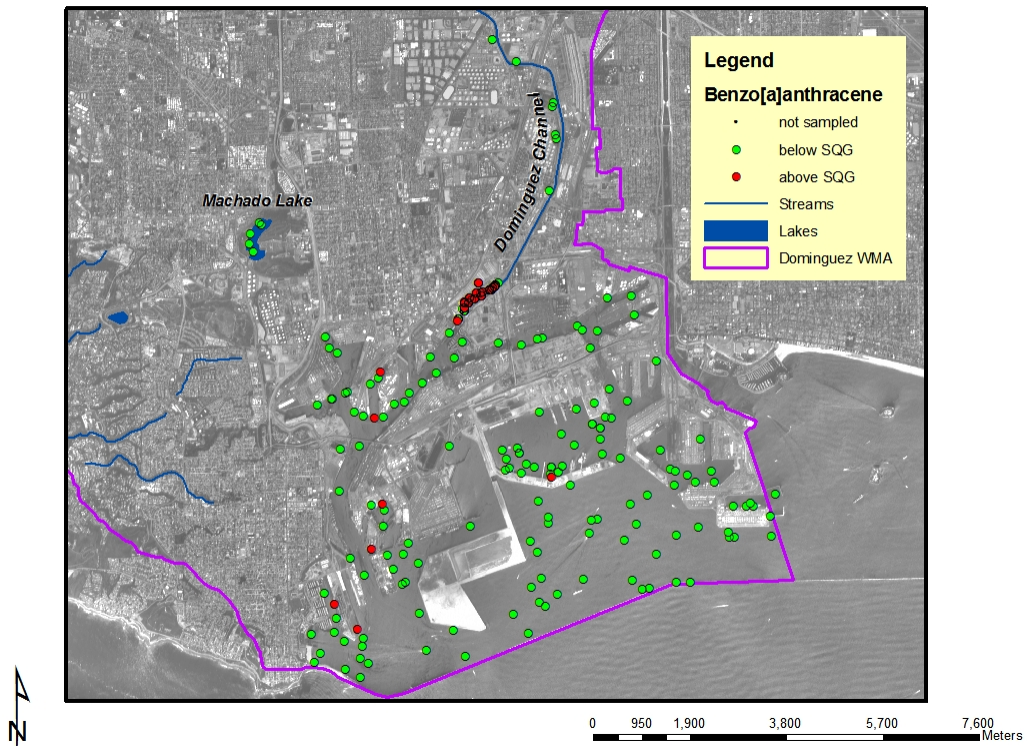 Legend
Benzo[a]anthracene
not sampled
below SQG
above SQG
Streams
Lakes
Dominguez WMA
Dominguez Channel
Machado Lake
N
0 950 1,900 3,800 5,700 7,600
Meters